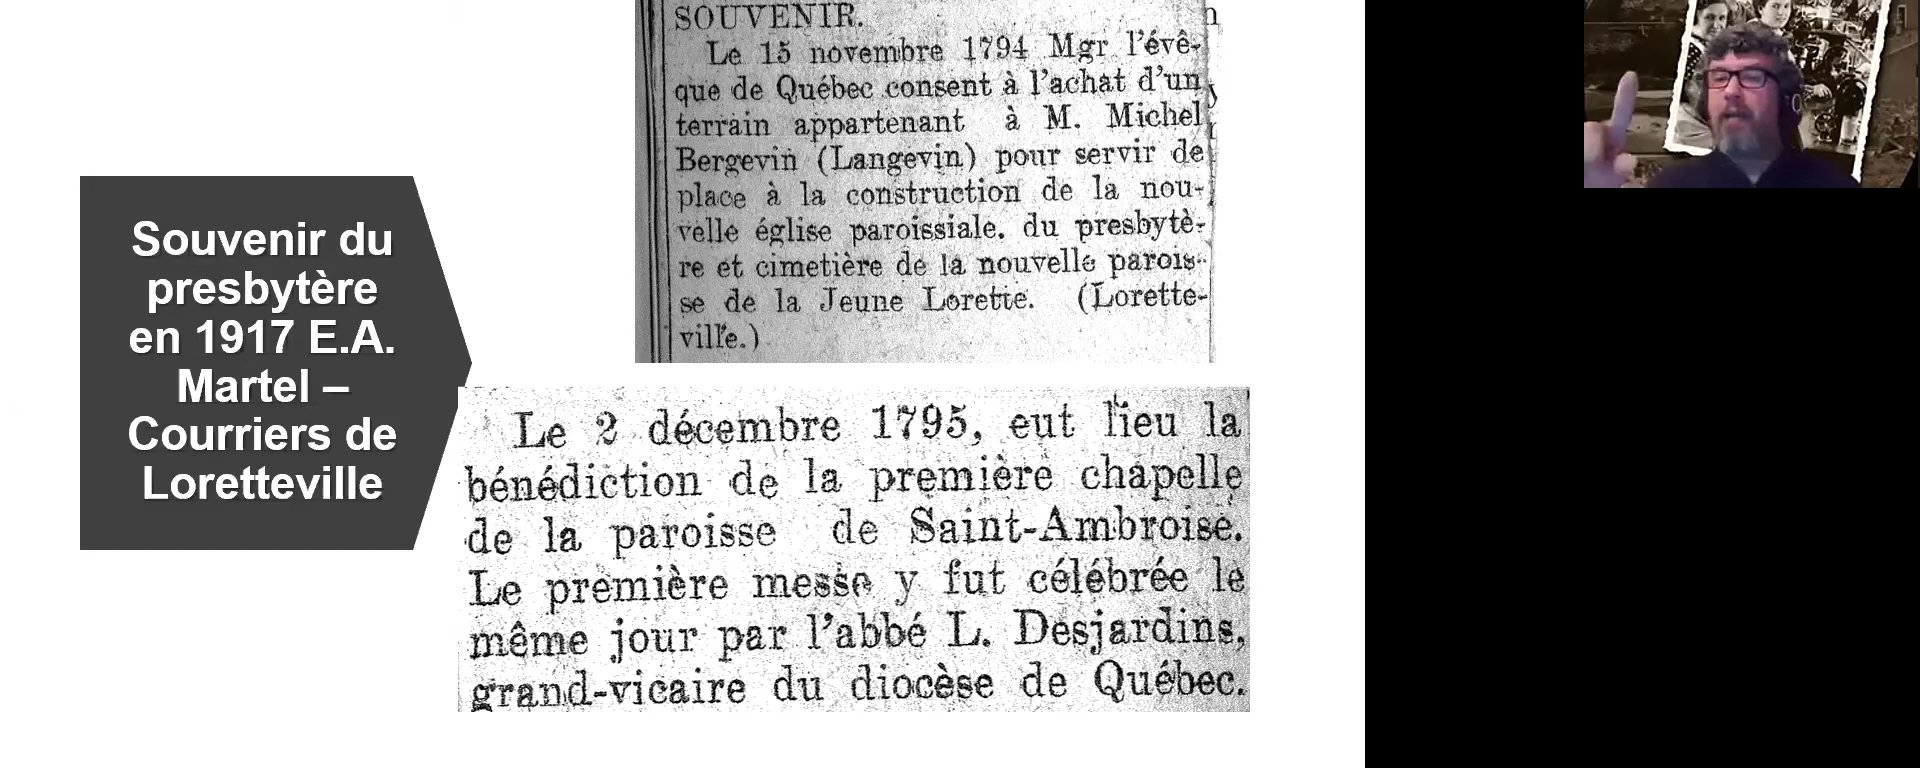 Souvenir du
presbytère
en 1917 E.A.
Martel –
Courriers de
Loretteville
SOUVENIR.
Le 15 novembre 1794 Mgr l'évê-
que de Québec consent à l'achat d'un
terrain appartenant à M. Michel
Bergevin (Langevin) pour servir de
place à la construction de la nou-
velle église paroissiale. du presbytè-
re et cimetière de la nouvelle parois-
se de la Jeune Lorette. (Lorette-
ville.)
Le 2 décembre 1795, eut lieu la
bénédiction de la première chapelle
de la paroisse de Saint-Ambroise.
Le première messe y fut célébrée le
même jour par l'abbé L. Desjardins,
grand-vicaire du diocèse de Québec.